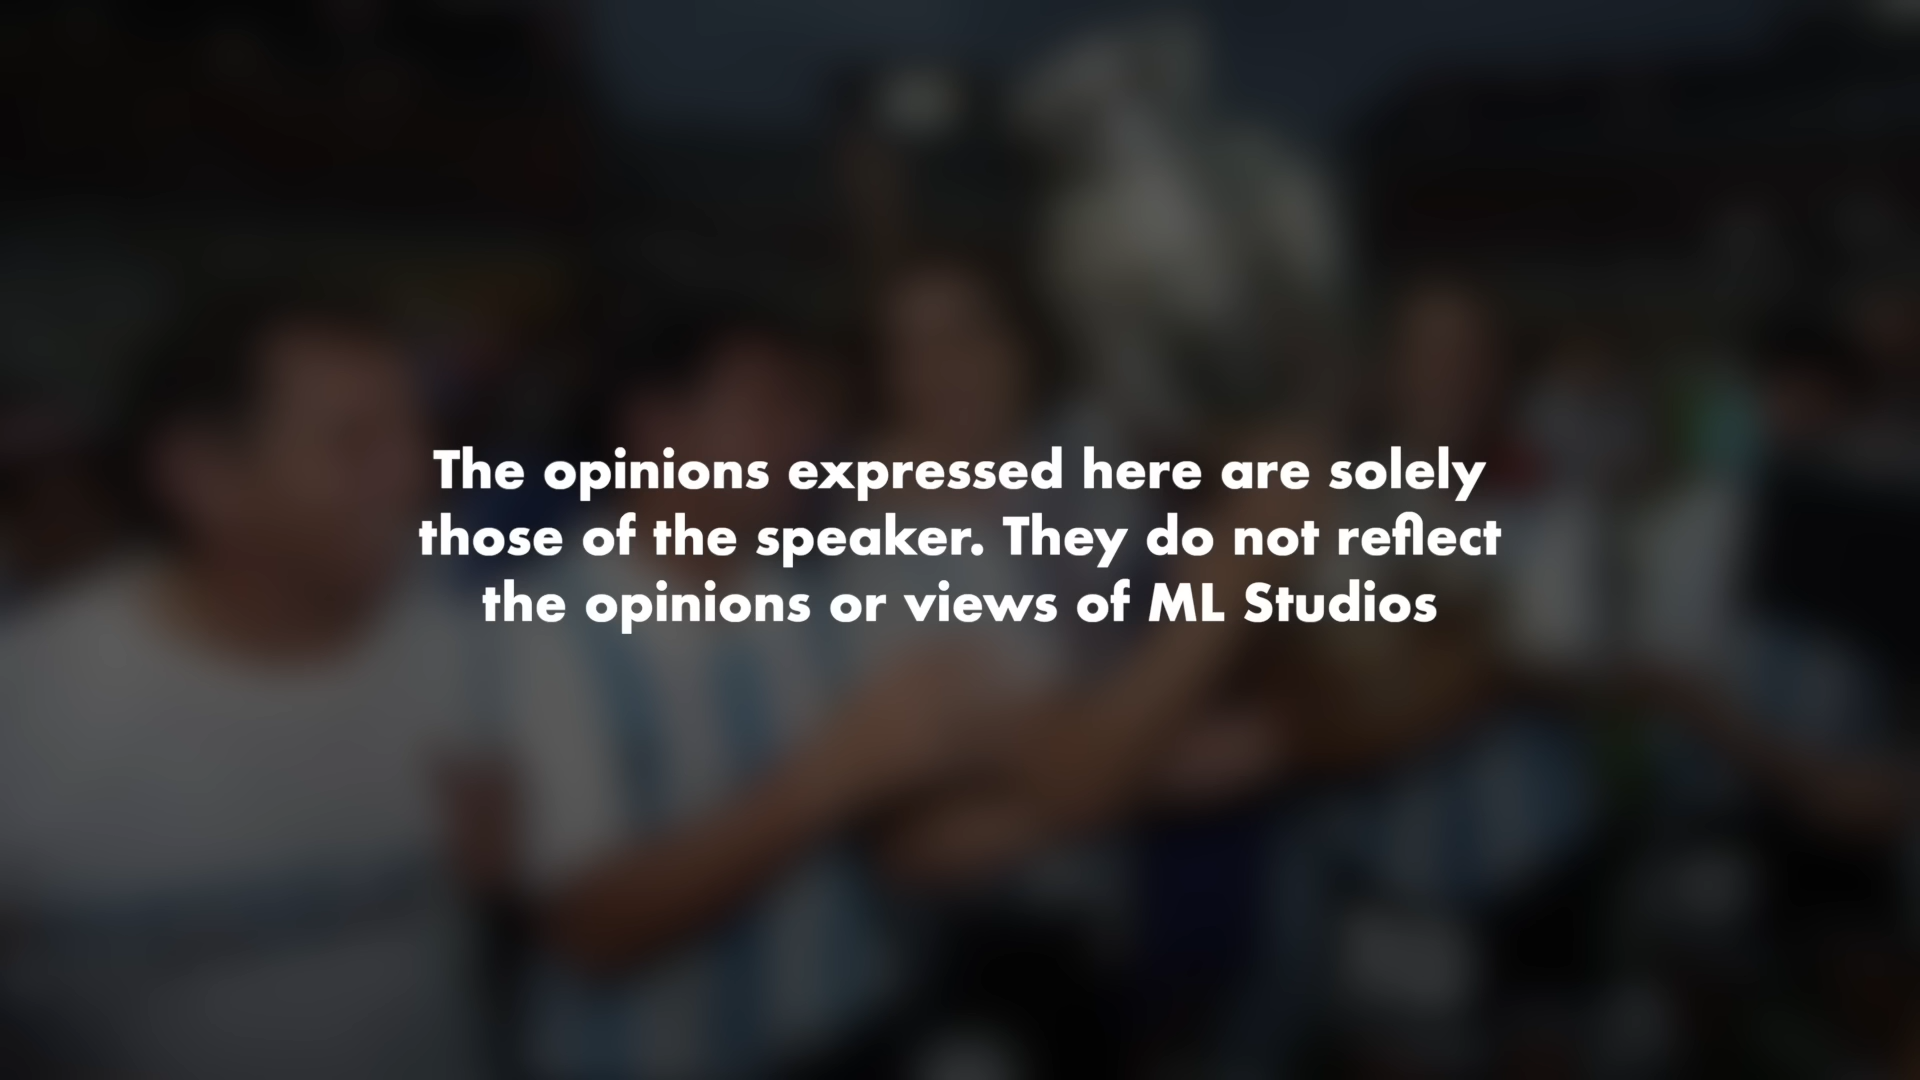 The opinions expressed here are solely
those of the speaker. They do not reflect
the opinions or views of ML Studios